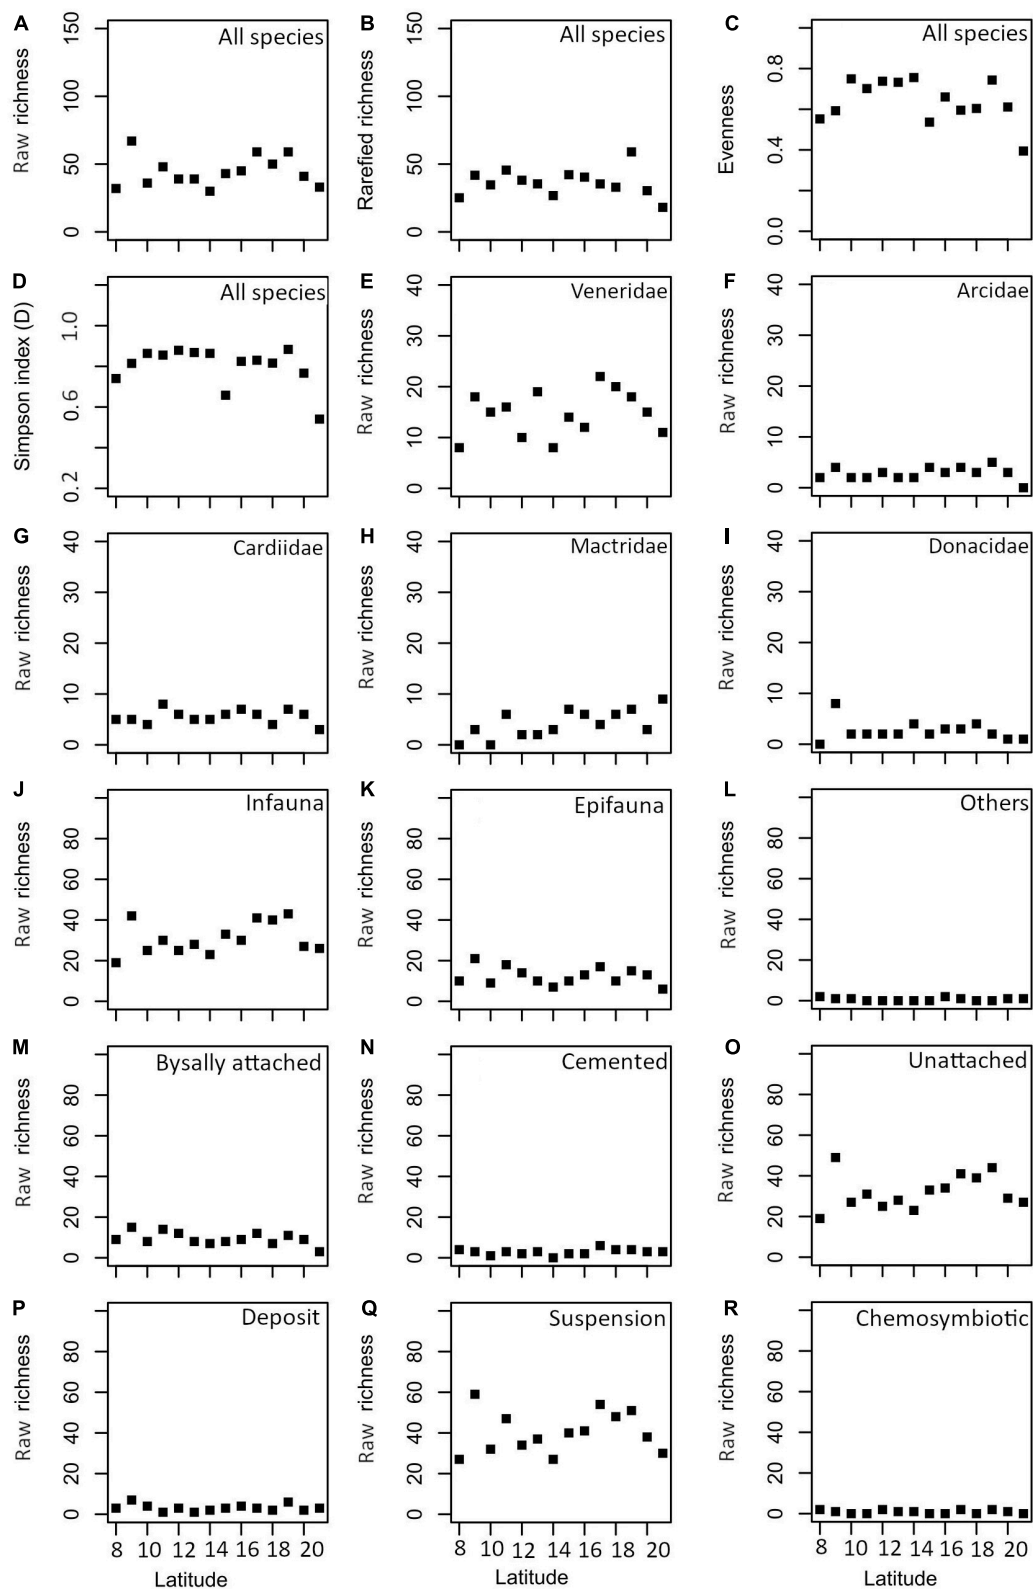 A
Raw richness
150
100
50
0
All species
B
Rarefied richness
150
100
50
0
All species
C
Evenness
0.8
0.4
0.0
All species
D
Simpson index (D)
1.0
0.6
0.2
All species
E
Raw richness
40
30
20
10
0
Veneridae
F
Raw richness
40
30
20
10
0
Arcidae
G
Raw richness
40
30
20
10
0
Cardiidae
H
Raw richness
40
30
20
10
0
Mactridae
I
Raw richness
40
30
20
10
0
Donacidae
J
Raw richness
80
60
40
20
0
Infauna
K
Raw richness
80
60
40
20
0
Epifauna
L
Raw richness
80
60
40
20
0
Others
M
Raw richness
80
60
40
20
0
Bysally attached
N
Raw richness
80
60
40
20
0
Cemented
O
Raw richness
80
60
40
20
0
Unattached
P
Raw richness
80
60
40
20
0
Deposit
8 10 12 14 16 18 20
Latitude
Q
Raw richness
80
60
40
20
0
Suspension
8 10 12 14 16 18 20
Latitude
R
Raw richness
80
60
40
20
0
Chemosymbiotic
8 10 12 14 16 18 20
Latitude